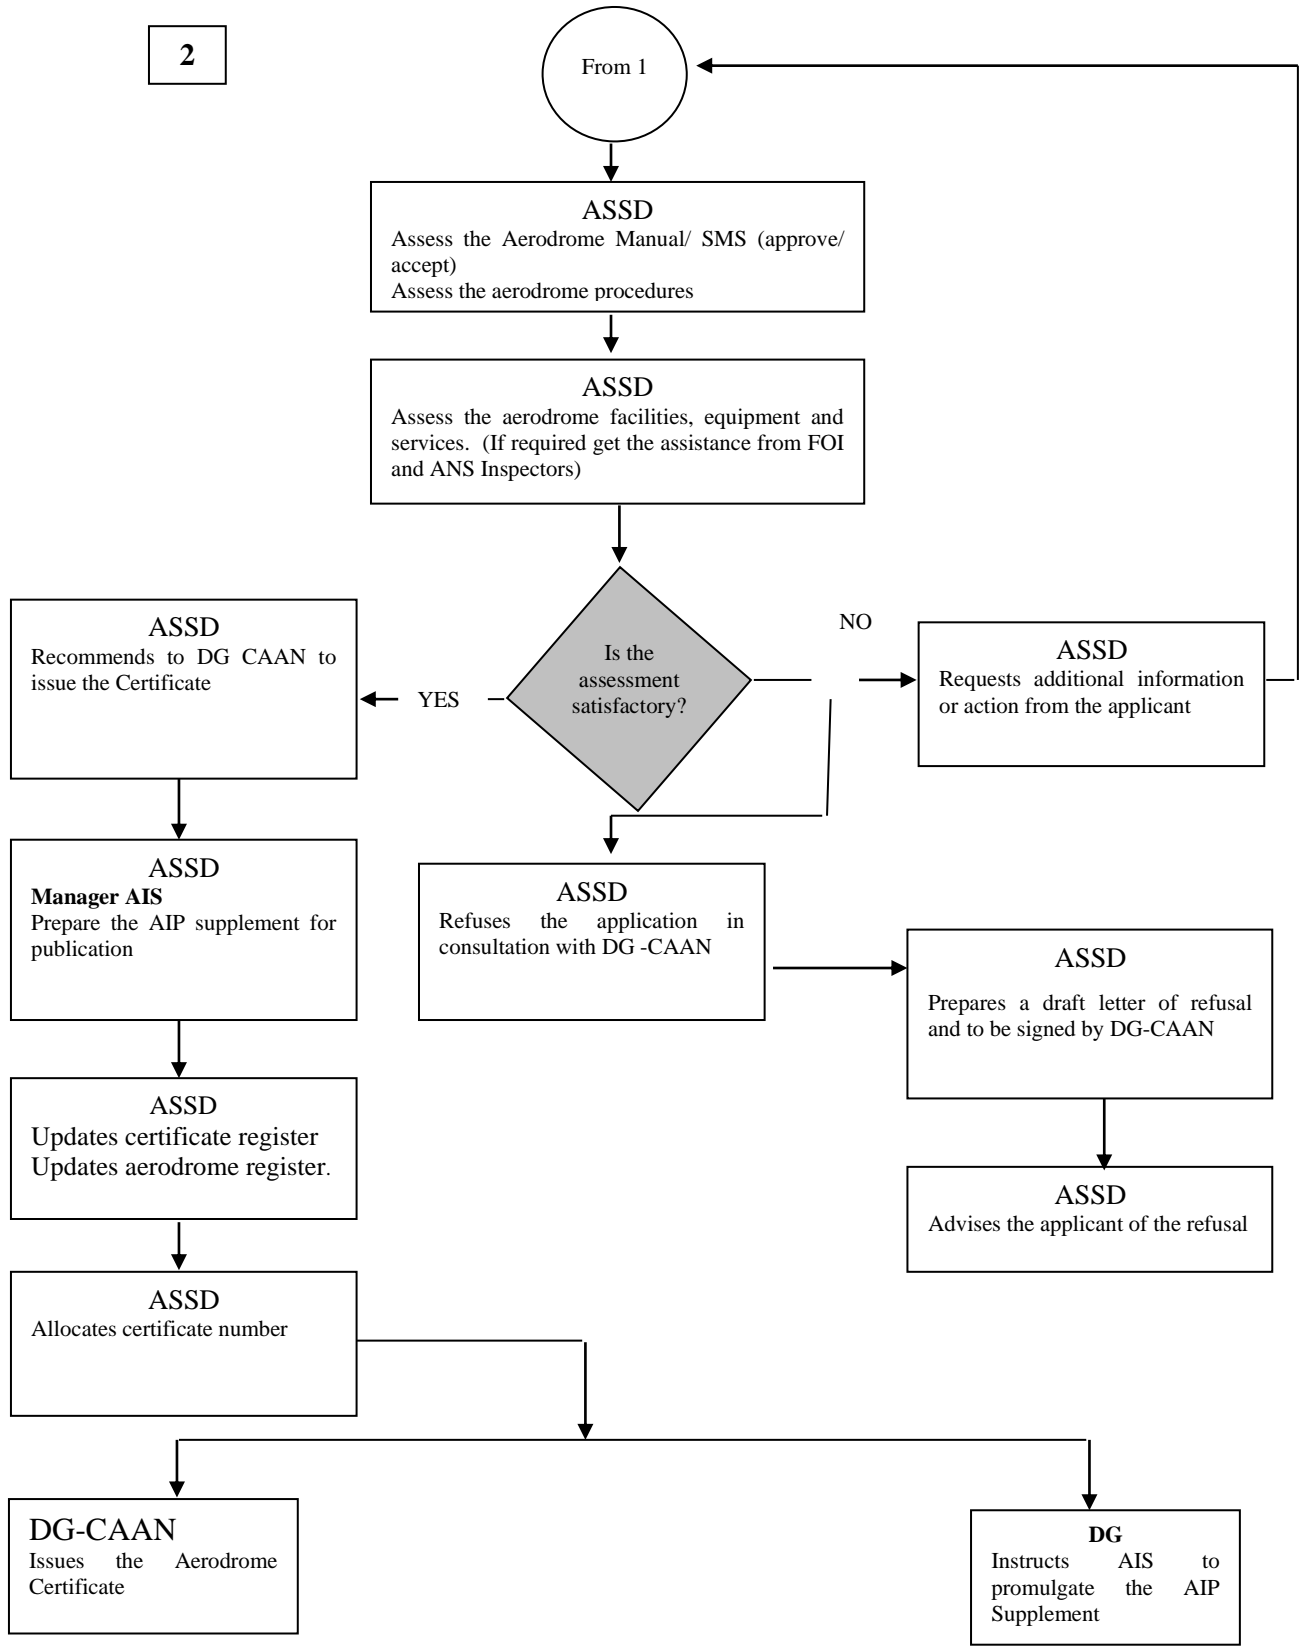 2
From 1
ASSD
Assess the Aerodrome Manual/ SMS (approve/
accept)
Assess the aerodrome procedures
ASSD
Assess the aerodrome facilities, equipment and
services. (If required get the assistance from FOI
and ANS Inspectors)
Is the
assessment
satisfactory?
NO
YES
ASSD
Requests additional information
or action from the applicant
ASSD
Recommends to DG CAAN to
issue the Certificate
ASSD
Manager AIS
Prepare the AIP supplement for
publication
ASSD
Refuses the application in
consultation with DG -CAAN
ASSD
Prepares a draft letter of refusal
and to be signed by DG-CAAN
ASSD
Updates certificate register
Updates aerodrome register.
ASSD
Advises the applicant of the refusal
ASSD
Allocates certificate number
DG-CAAN
Issues the Aerodrome
Certificate
DG
Instructs AIS to
promulgate the AIP
Supplement